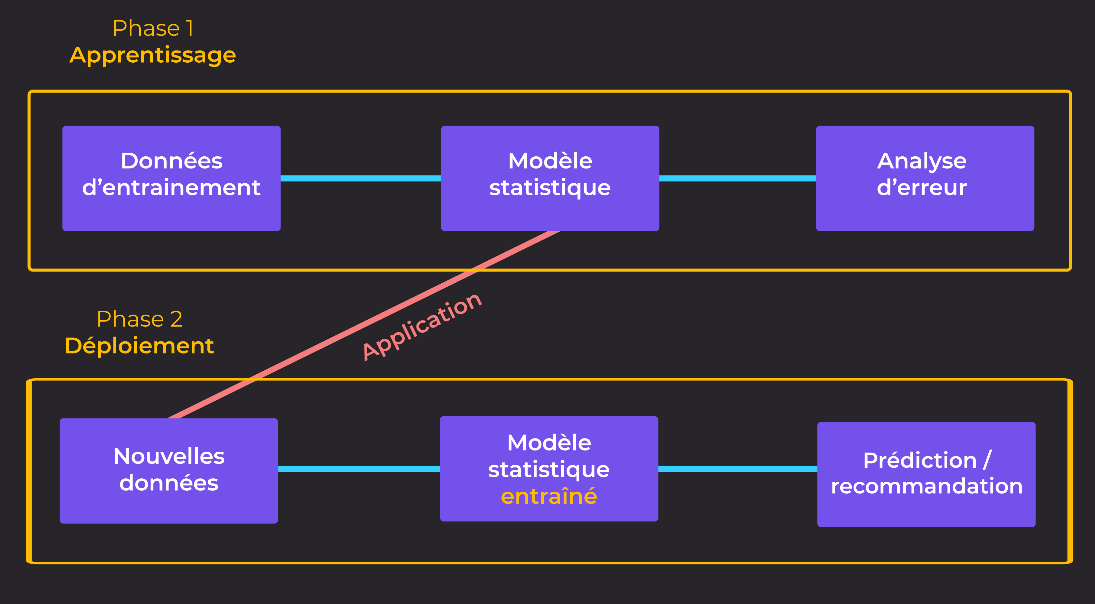 Phase 1
Apprentissage
Données
d'entrainement
Modèle
statistique
Analyse
d'erreur
Application
Phase 2
Déploiement
Nouvelles
données
Modèle
statistique
entraîné
Prédiction /
recommandation